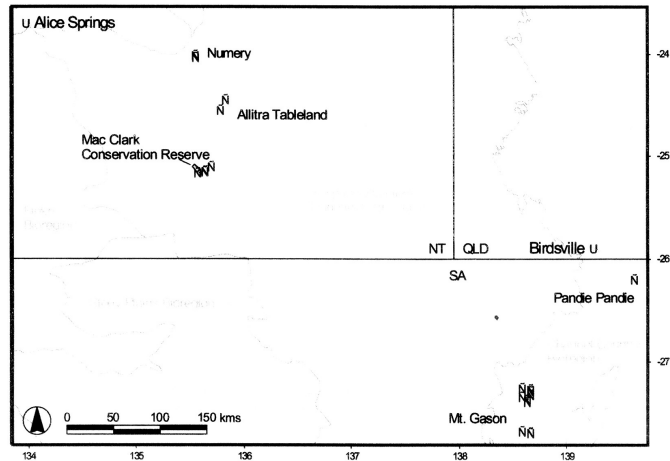 U Alice Springs
Ñ Numery
Ñ
Ñ
Allitra Tableland
Mac Clark
Conservation Reserve
Ñ Ñ Ñ
NT QLD Birdsville U
SA
Ñ
Pandie Pandie
Ñ Ñ
Ñ Ñ
Ñ
Mt. Gason
Ñ Ñ
0 50 100 150 kms
-24
-25
-26
-27
134 135 136 137 138 139